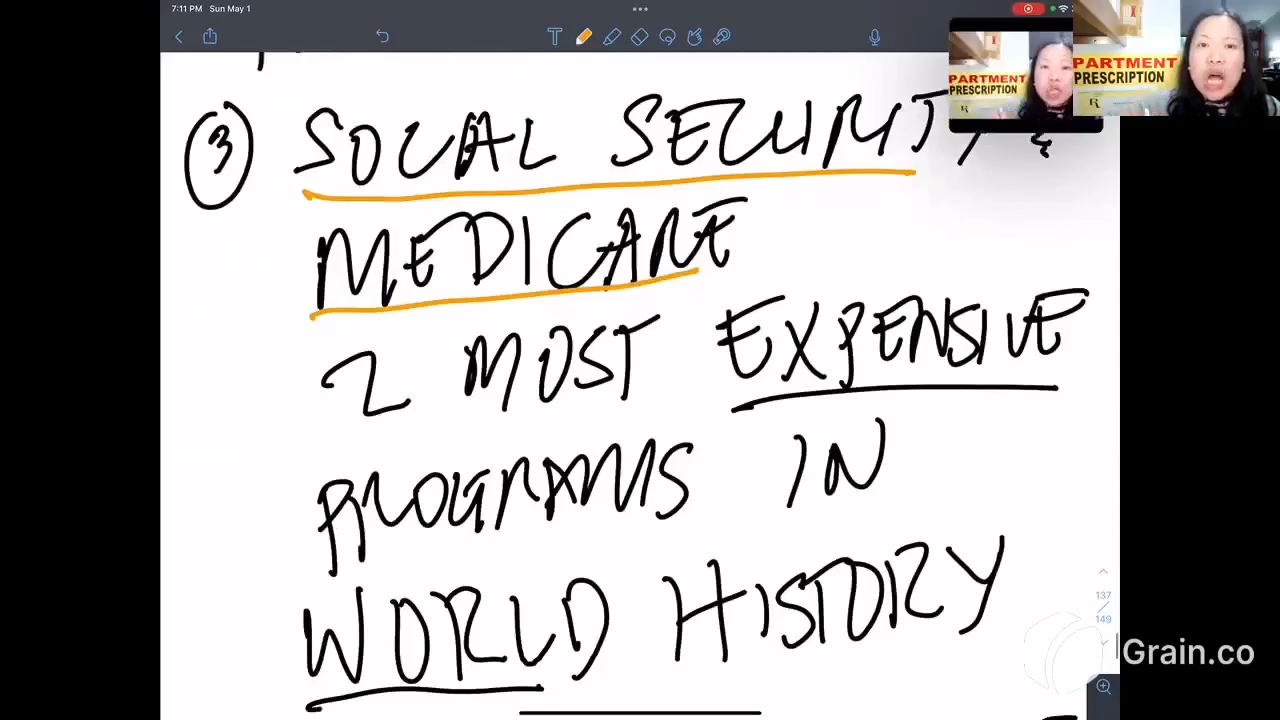 7:11 PM Sun May 1
PARTMENT
PRESCRIPTION
PARTMENT
PRESCRIPTION
③ SOCIAL SECURITY &
MEDICARE
2 MOST EXPENSIVE
PROGRAMS IN
WORLD HISTORY
137
149
Grain.co